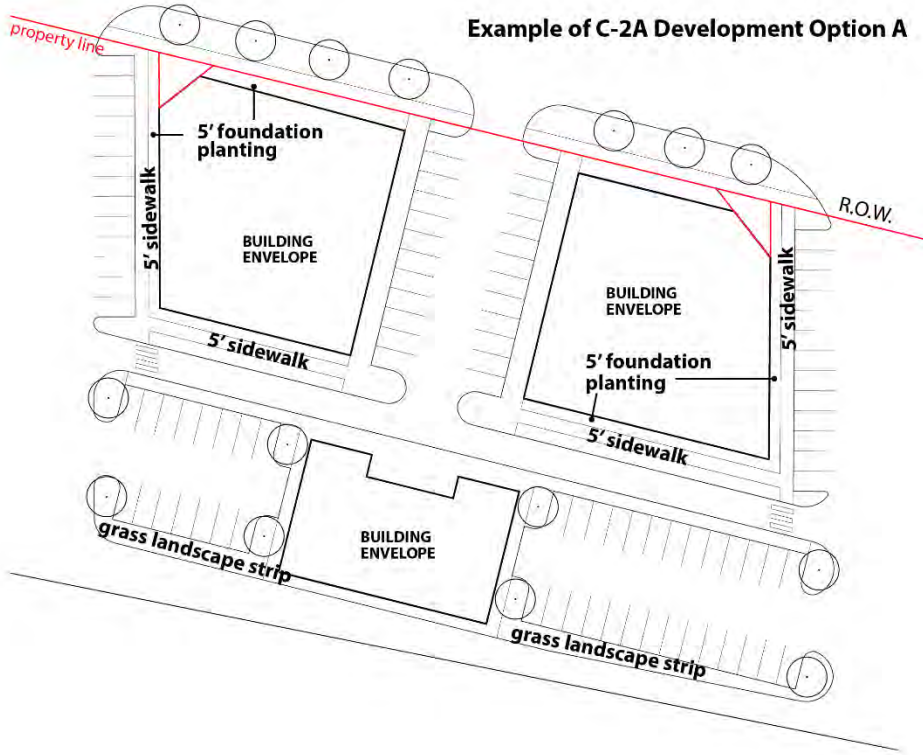 Example of C-2A Development Option A
property line
5' foundation
planting
5' sidewalk
BUILDING
ENVELOPE
5' sidewalk
R.O.W.
BUILDING
ENVELOPE
5' sidewalk
5' foundation
planting
5' sidewalk
BUILDING
ENVELOPE
grass landscape strip
grass landscape strip